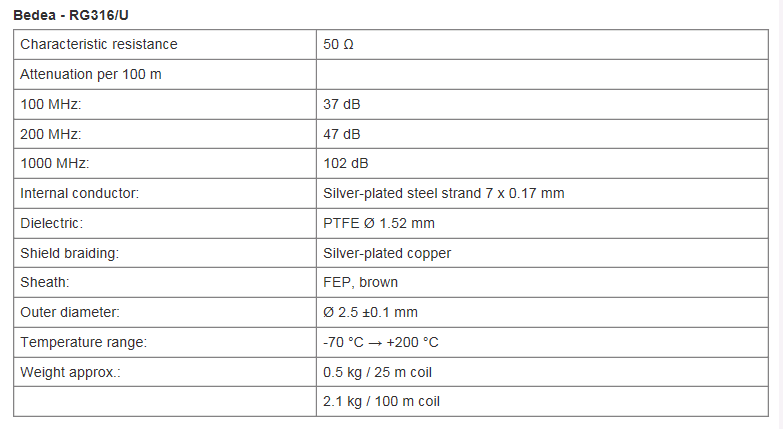 Bedea - RG316/U
Characteristic resistance 50 Ω
Attenuation per 100 m
100 MHz: 37 dB
200 MHz: 47 dB
1000 MHz: 102 dB
Internal conductor: Silver-plated steel strand 7 x 0.17 mm
Dielectric: PTFE Ø 1.52 mm
Shield braiding: Silver-plated copper
Sheath: FEP, brown
Outer diameter: Ø 2.5 ±0.1 mm
Temperature range: -70 °C → +200 °C
Weight approx.: 0.5 kg / 25 m coil
2.1 kg / 100 m coil